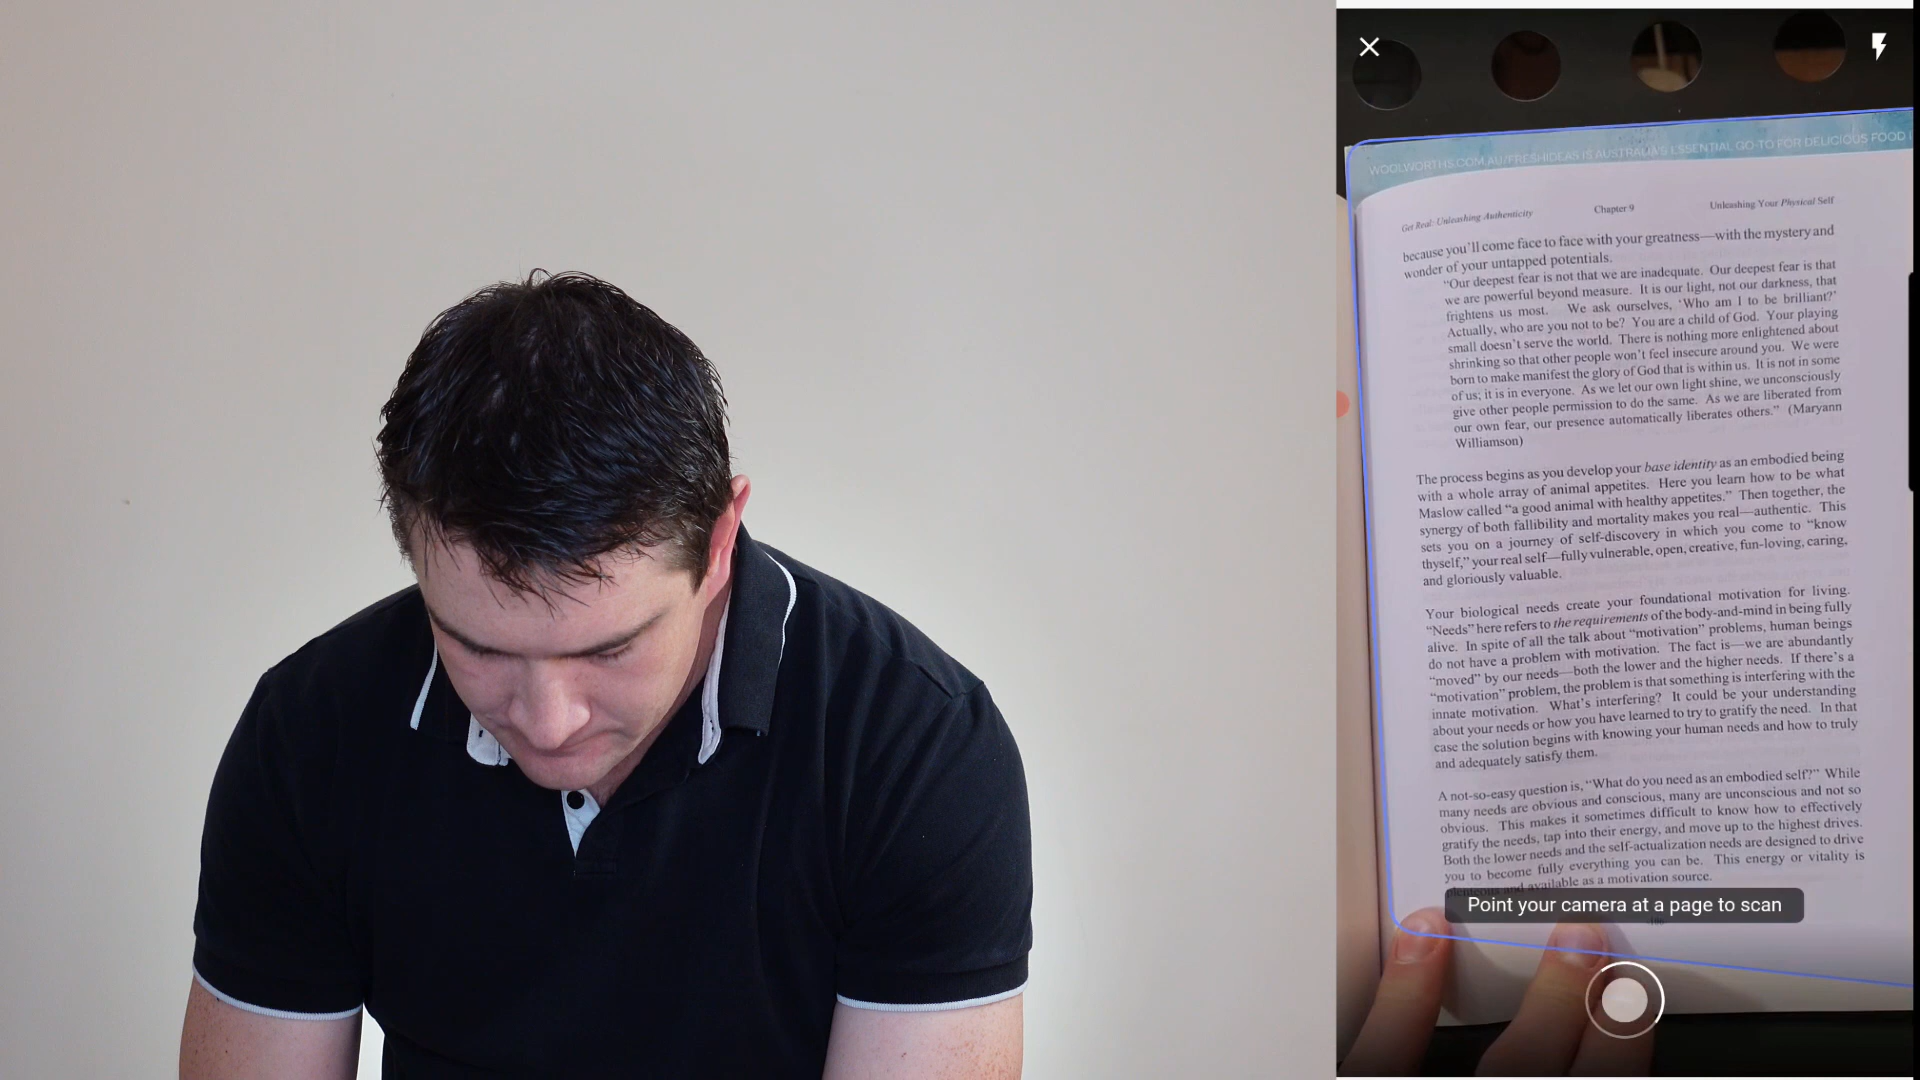 WOOLWORTHS.COM.AU/FRESHIDEAS IS AUSTRALIA'S ESSENTIAL GO-TO FOR DELICIOUS FOOD
Get Real: Unleashing Authenticity Chapter 9 Unleashing Your Physical Self
because you'll come face to face with your greatness—with the mystery and
wonder of your untapped potentials.
"Our deepest fear is not that we are inadequate. Our deepest fear is that
we are powerful beyond measure. It is our light, not our darkness, that
frightens us most. We ask ourselves, 'Who am I to be brilliant?'
Actually, who are you not to be? You are a child of God. Your playing
small doesn't serve the world. There is nothing more enlightened about
shrinking so that other people won't feel insecure around you. We were
born to make manifest the glory of God that is within us. It is not in some
of us; it is in everyone. As we let our own light shine, we unconsciously
give other people permission to do the same. As we are liberated from
our own fear, our presence automatically liberates others." (Maryann
Williamson)
The process begins as you develop your base identity as an embodied being
with a whole array of animal appetites. Here you learn how to be what
Maslow called "a good animal with healthy appetites." Then together, the
synergy of both fallibility and mortality makes you real—authentic. This
sets you on a journey of self-discovery in which you come to "know
thyself," your real self—fully vulnerable, open, creative, fun-loving, caring,
and gloriously valuable.
Your biological needs create your foundational motivation for living.
"Needs" here refers to the requirements of the body-and-mind in being fully
alive. In spite of all the talk about "motivation" problems, human beings
do not have a problem with motivation. The fact is—we are abundantly
"moved" by our needs—both the lower and the higher needs. If there's a
"motivation" problem, the problem is that something is interfering with the
innate motivation. What's interfering? It could be your understanding
about your needs or how you have learned to try to gratify the need. In that
case the solution begins with knowing your human needs and how to truly
and adequately satisfy them.
A not-so-easy question is, "What do you need as an embodied self?" While
many needs are obvious and conscious, many are unconscious and not so
obvious. This makes it sometimes difficult to know how to effectively
gratify the needs, tap into their energy, and move up to the highest drives.
Both the lower needs and the self-actualization needs are designed to drive
you to become fully everything you can be. This energy or vitality is
plenteous and available as a motivation source.
Point your camera at a page to scan